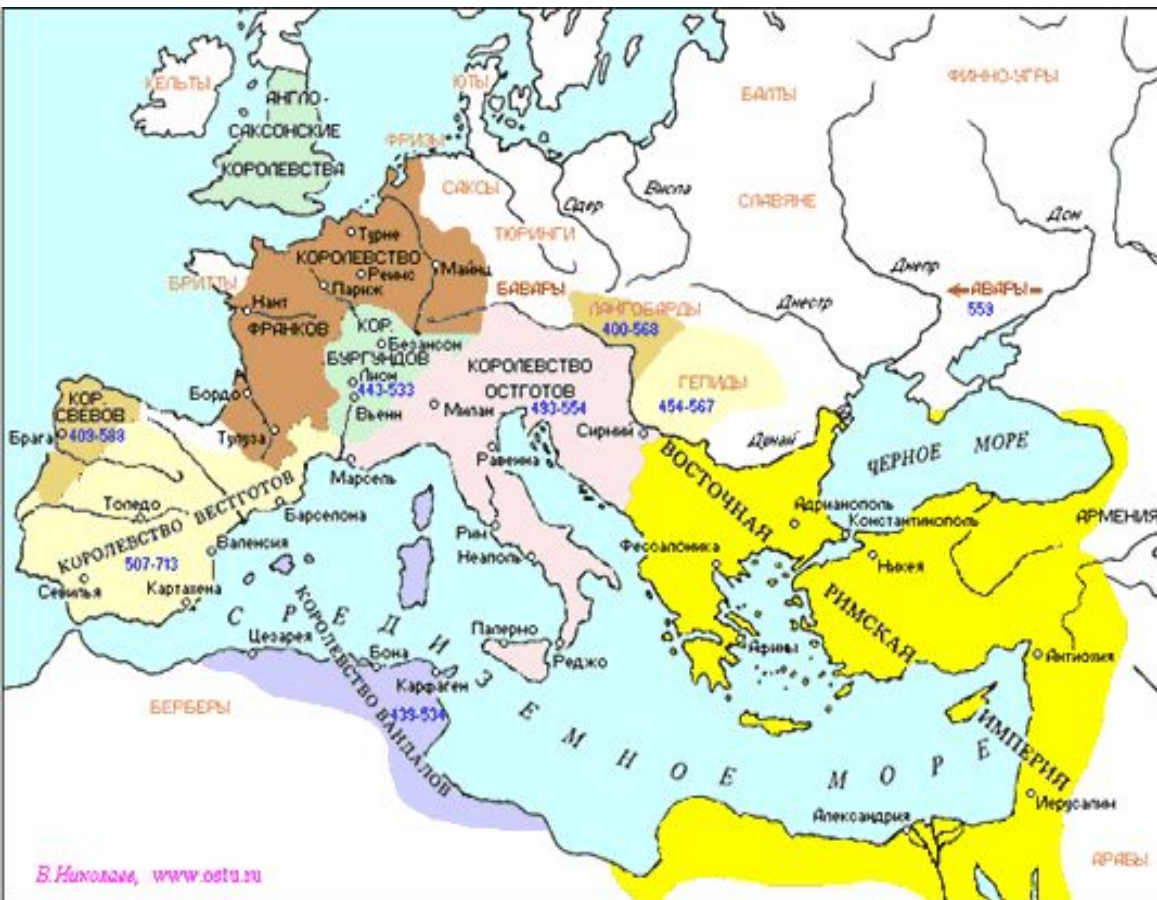 КЕЛЬТЫ
АНГЛО-
САКСОНСКИЕ
КОРОЛЕВСТВА
ЮТЫ
ФРИЗЫ
САКСЫ
ТЮРИНГИ
Одер
Висла
БАЛТЫ
ФИННО-УГРЫ
СЛАВЯНЕ
Дон
Днепр
Днестр
АВАРЫ
559
БРИТТЫ
Турне
КОРОЛЕВСТВО
Реймс
Майнц
Париж
Нант
ФРАНКОВ
БАВАРЫ
ЛАНГОБАРДЫ
400-568
КОР.
Безансон
БУРГУНДОВ
Лион
443-533
Вьенн
КОРОЛЕВСТВО
ОСТГОТОВ
493-554
Милан
ГЕПИДЫ
454-567
Сирмий
Дунай
Равенна
Бордо
Тулуза
КОР.
СВЕВОВ
Брага
409-588
Марсель
Толедо
Барселона
КОРОЛЕВСТВО ВЕСТГОТОВ
507-713
Валенсия
Севилья
Картахена
Рим
Неаполь
Палермо
Реджо
ЧЕРНОЕ МОРЕ
ВОСТОЧНАЯ
РИМСКАЯ
ИМПЕРИЯ
Адрианополь
Константинополь
АРМЕНИЯ
Фессалоника
Никея
Афины
Антиохия
Иерусалим
Александрия
АРАБЫ
СРЕДИЗЕМНОЕ МОРЕ
Цезарея
Бона
Карфаген
КОРОЛЕВСТВО ВАНДАЛОВ
439-534
БЕРБЕРЫ
В.Николаев, www.ostu.ru